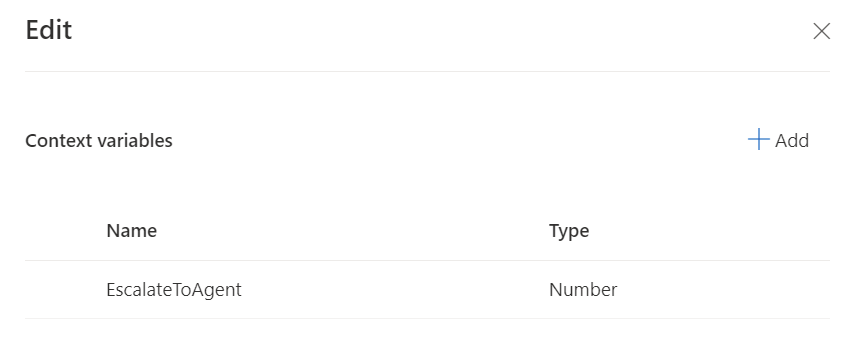 Edit
Context variables
Add
Name Type
EscalateToAgent Number